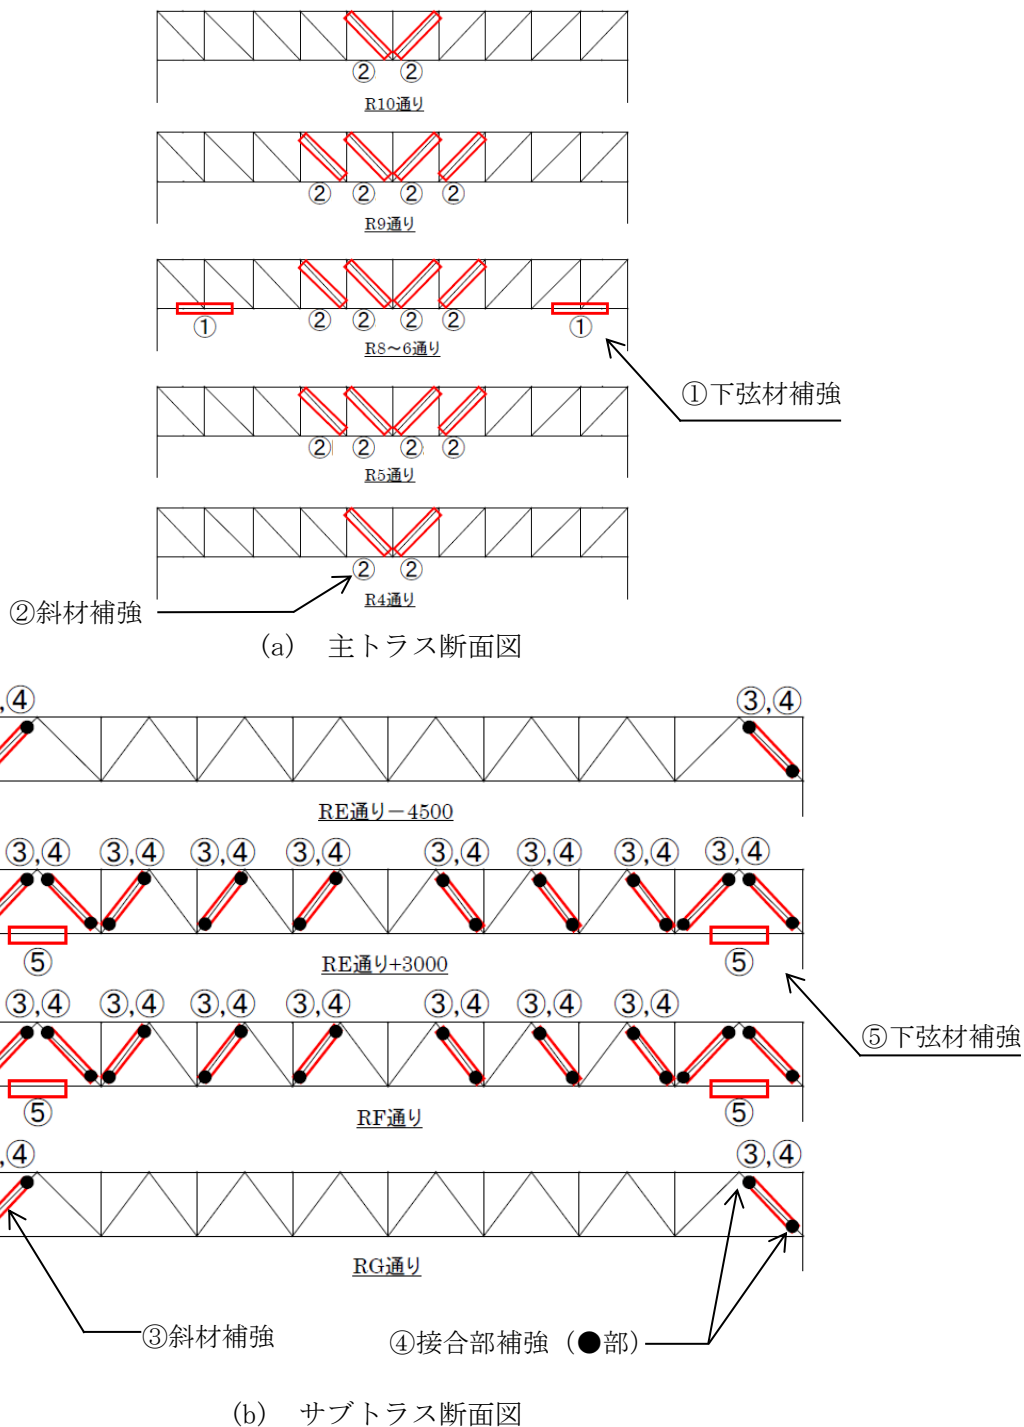 ② ②
R10通り
② ② ② ②
R9通り
① ② ② ② ② ①
R8～6通り
①下弦材補強
② ② ② ②
R5通り
② ②
R4通り
②斜材補強
(a) 主トラス断面図
,④ ③,④
RE通り－4500
③,④ ③,④ ③,④ ③,④ ③,④ ③,④ ③,④ ③,④
⑤ ⑤
RE通り+3000
③,④ ③,④ ③,④ ③,④ ③,④ ③,④ ③,④ ③,④
⑤下弦材補強
⑤ ⑤
RF通り
,④ ③,④
RG通り
③斜材補強 ④接合部補強（●部）
(b) サブトラス断面図